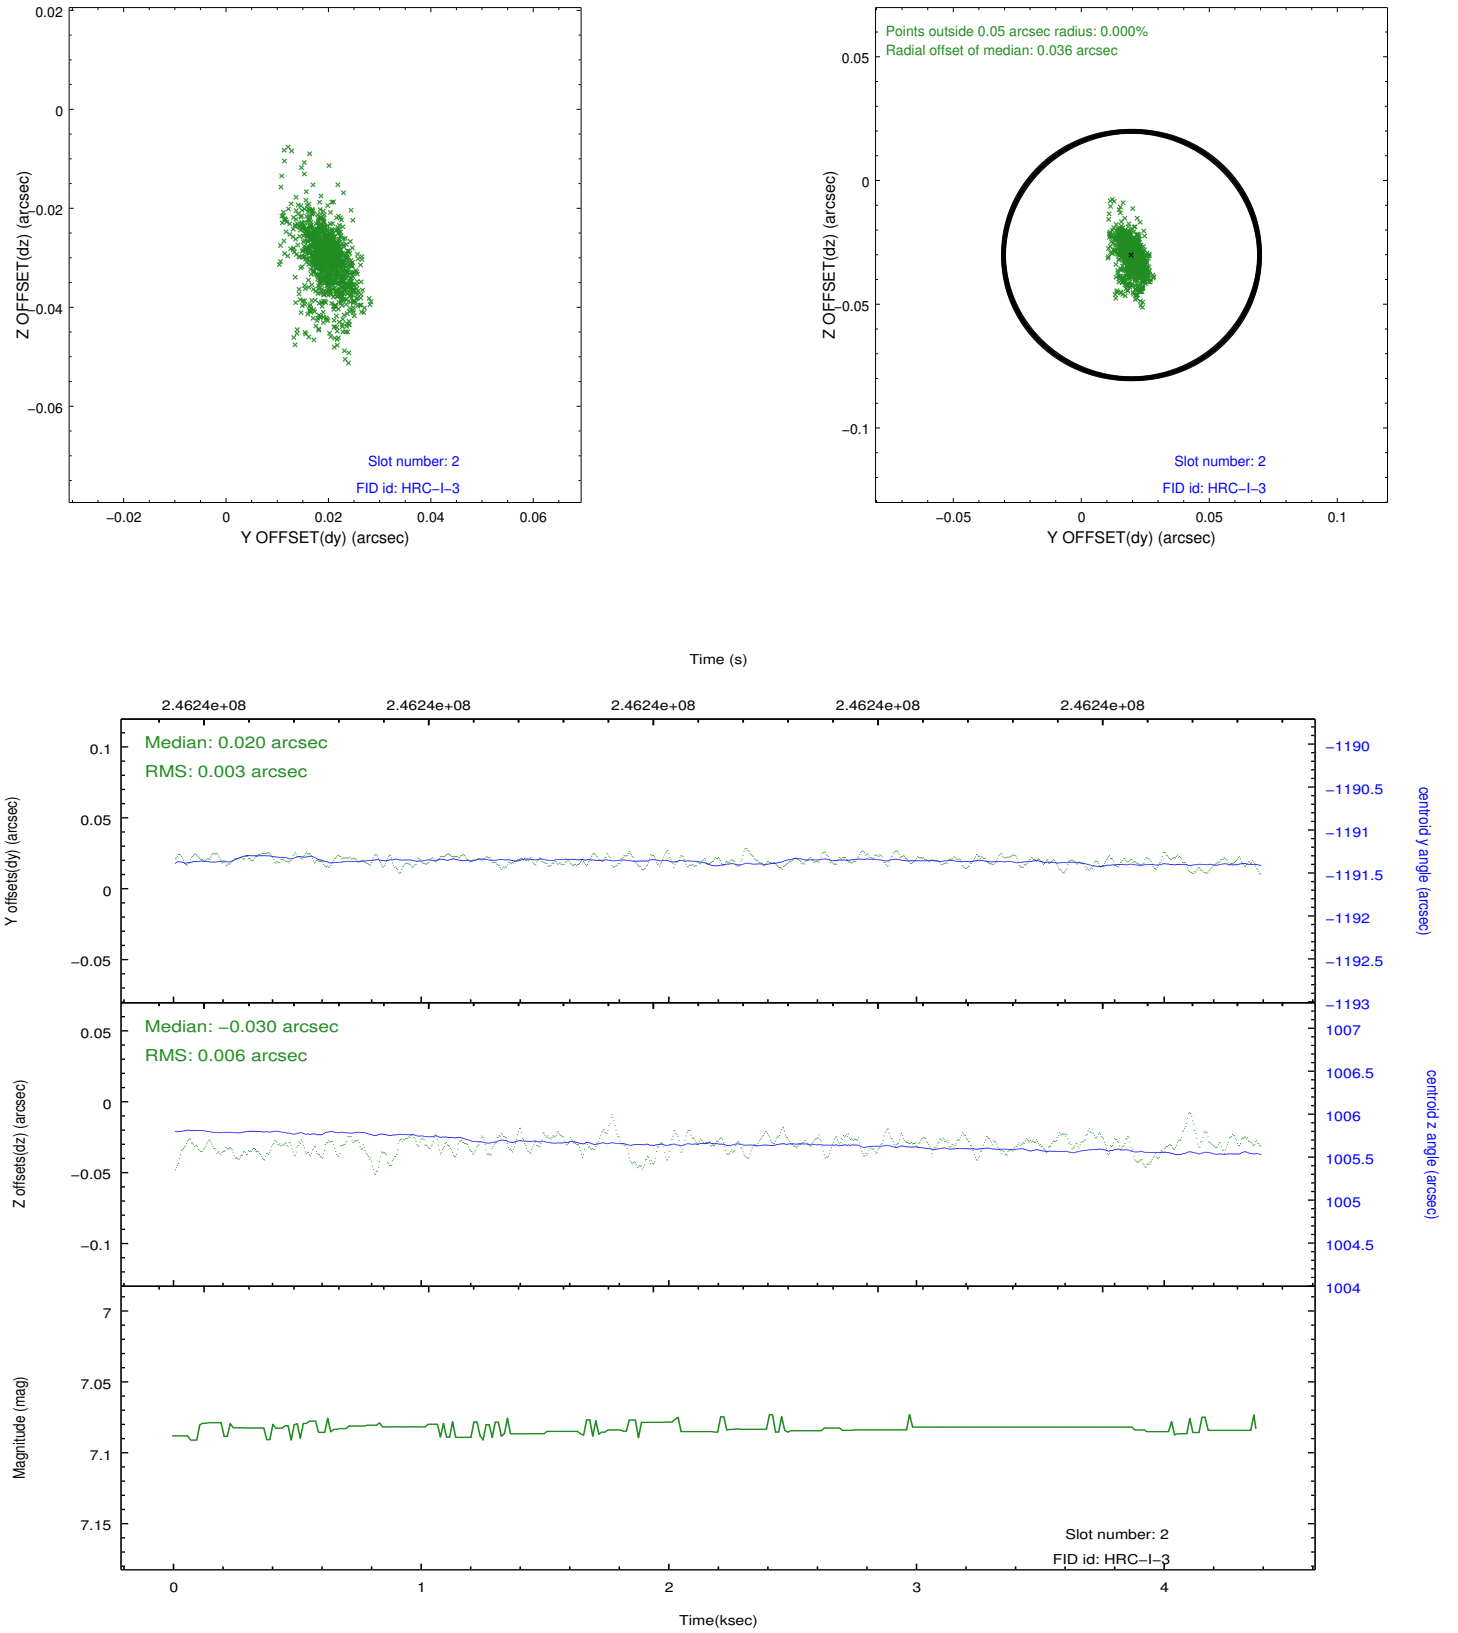 0.02
0
−0.02
−0.04
−0.06
Z OFFSET(dz) (arcsec)
Slot number: 2
FID id: HRC−I−3
−0.02 0 0.02 0.04 0.06
Y OFFSET(dy) (arcsec)
Points outside 0.05 arcsec radius: 0.000%
Radial offset of median: 0.036 arcsec
0.05
0
−0.05
−0.1
Z OFFSET(dz) (arcsec)
Slot number: 2
FID id: HRC−I−3
−0.05 0 0.05 0.1
Y OFFSET(dy) (arcsec)
Time (s)
2.4624e+08 2.4624e+08 2.4624e+08 2.4624e+08 2.4624e+08
Median: 0.020 arcsec
RMS: 0.003 arcsec
0.1
0.05
0
−0.05
Y offsets(dy) (arcsec)
−1190
−1190.5
−1191
−1191.5
−1192
−1192.5
−1193
centroid y angle (arcsec)
Median: −0.030 arcsec
RMS: 0.006 arcsec
0.05
0
−0.05
−0.1
Z offsets(dz) (arcsec)
1007
1006.5
1006
1005.5
1005
1004.5
1004
centroid z angle (arcsec)
7
7.05
7.1
7.15
Magnitude (mag)
Slot number: 2
FID id: HRC−I−3
0 1 2 3 4
Time(ksec)